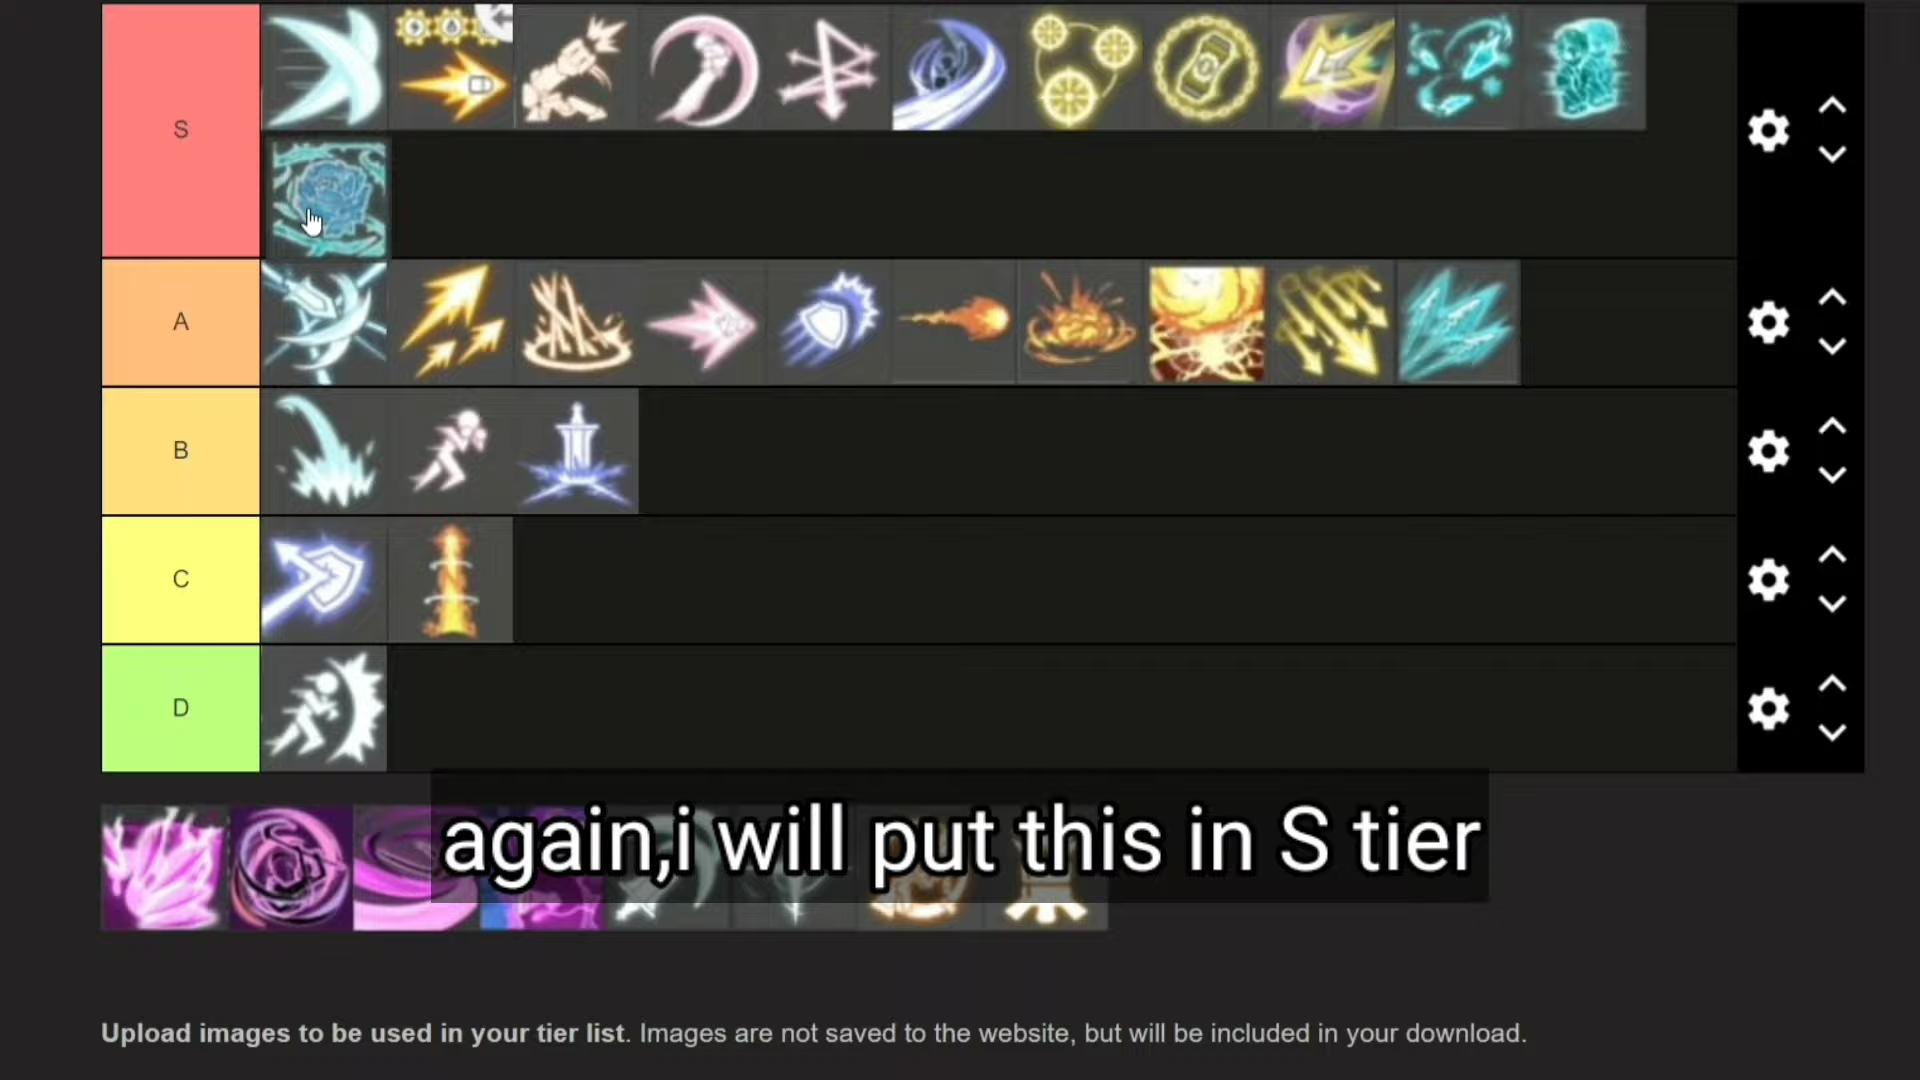 S
A
B
C
D
again,i will put this in S tier
Upload images to be used in your tier list. Images are not saved to the website, but will be included in your download.